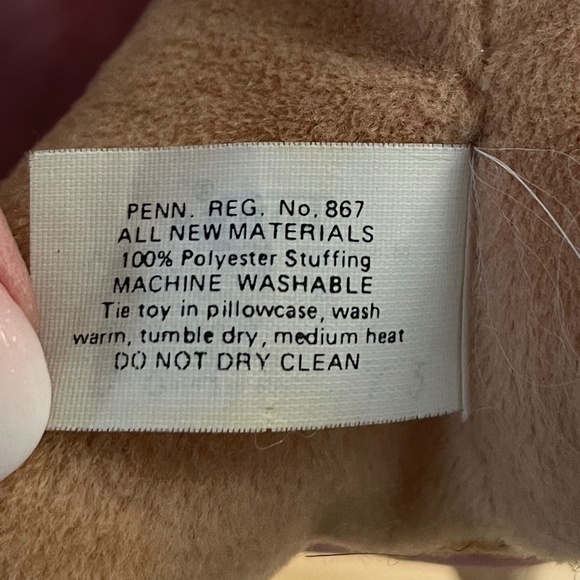 PENN. REG. No. 867
ALL NEW MATERIALS
100% Polyester Stuffing
MACHINE WASHABLE
Tie toy in pillowcase, wash
warm, tumble dry, medium heat
DO NOT DRY CLEAN